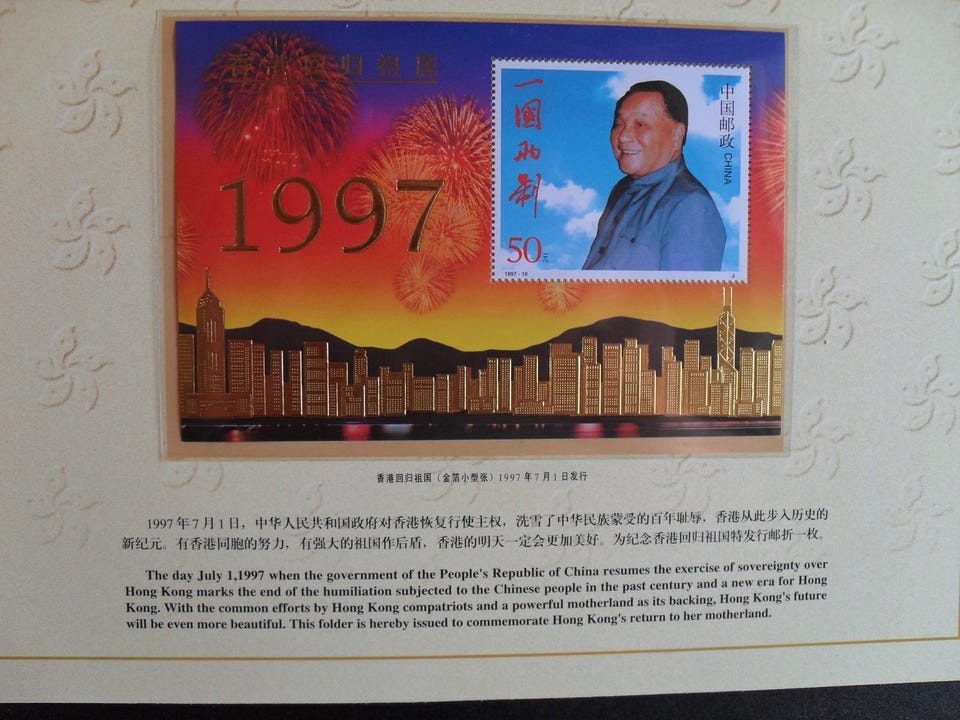 香港回归祖國
1997
一國两制
中国邮政 CHINA
50元
1997-10
J
香港回归祖国（金箔小型张）1997年7月1日发行
1997年7月1日，中华人民共和国政府对香港恢复行使主权，洗雪了中华民族蒙受的百年耻辱，香港从此步入历史的
新纪元。有香港同胞的努力，有强大的祖国作后盾，香港的明天一定会更加美好。为纪念香港回归祖国特发行邮折一枚。
The day July 1,1997 when the government of the People's Republic of China resumes the exercise of sovereignty over
Hong Kong marks the end of the humiliation subjected to the Chinese people in the past century and a new era for Hong
Kong. With the common efforts by Hong Kong compatriots and a powerful motherland as its backing, Hong Kong's future
will be even more beautiful. This folder is hereby issued to commemorate Hong Kong's return to her motherland.